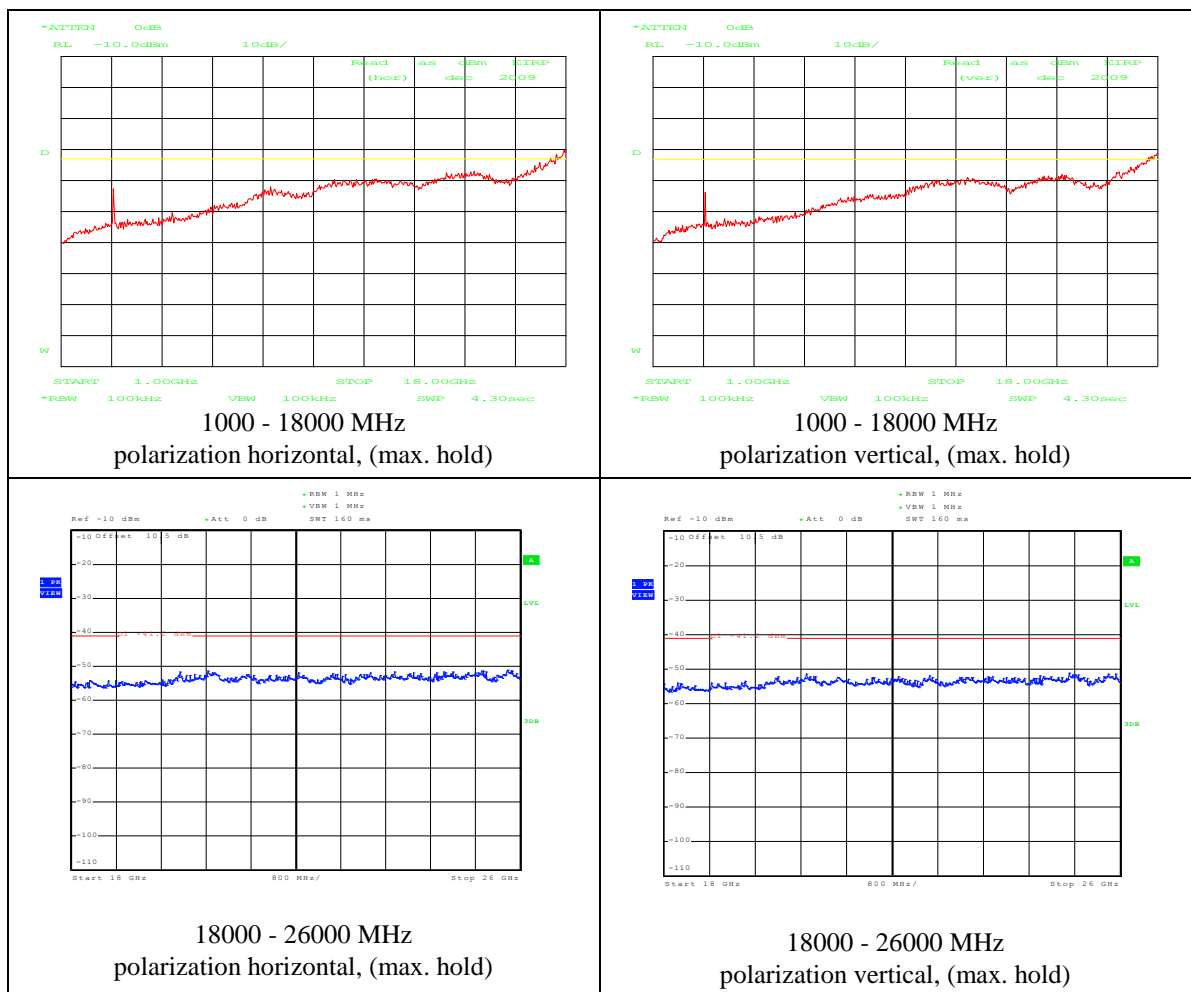 *ATTEN 0dB
RL -10.0dBm 10dB/
Read as dBm EIRP
(hor) dec 2009
D
W
START 1.00GHz STOP 18.00GHz
*RBW 100kHz VBW 100kHz SWP 4.30sec
1000 - 18000 MHz
polarization horizontal, (max. hold)
*ATTEN 0dB
RL -10.0dBm 10dB/
Read as dBm EIRP
(ver) dec 2009
D
W
START 1.00GHz STOP 18.00GHz
*RBW 100kHz VBW 100kHz SWP 4.30sec
1000 - 18000 MHz
polarization vertical, (max. hold)
*RBW 1 MHz
*VBW 1 MHz
Ref -10 dBm *Att 0 dB SWT 160 ms
-10 Offset 10.5 dB
A
-20
1 PK
VIEW
-30
LVL
-40
D1 -41.2 dBm
-50
-60
3DB
-70
-80
-90
-100
-110
Start 18 GHz 800 MHz/ Stop 26 GHz
18000 - 26000 MHz
polarization horizontal, (max. hold)
*RBW 1 MHz
*VBW 1 MHz
Ref -10 dBm *Att 0 dB SWT 160 ms
-10 Offset 10.5 dB
A
-20
1 PK
VIEW
-30
LVL
-40
D1 -41.2 dBm
-50
-60
3DB
-70
-80
-90
-100
-110
Start 18 GHz 800 MHz/ Stop 26 GHz
18000 - 26000 MHz
polarization vertical, (max. hold)